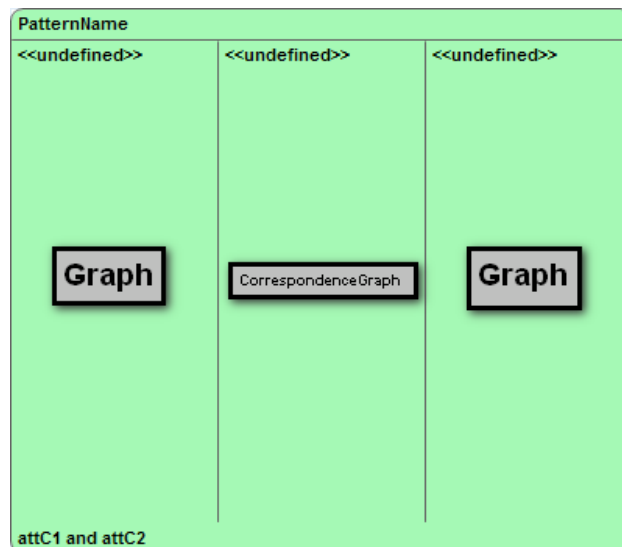 PatternName
<<undefined>> <<undefined>> <<undefined>>
Graph CorrespondenceGraph Graph
attC1 and attC2